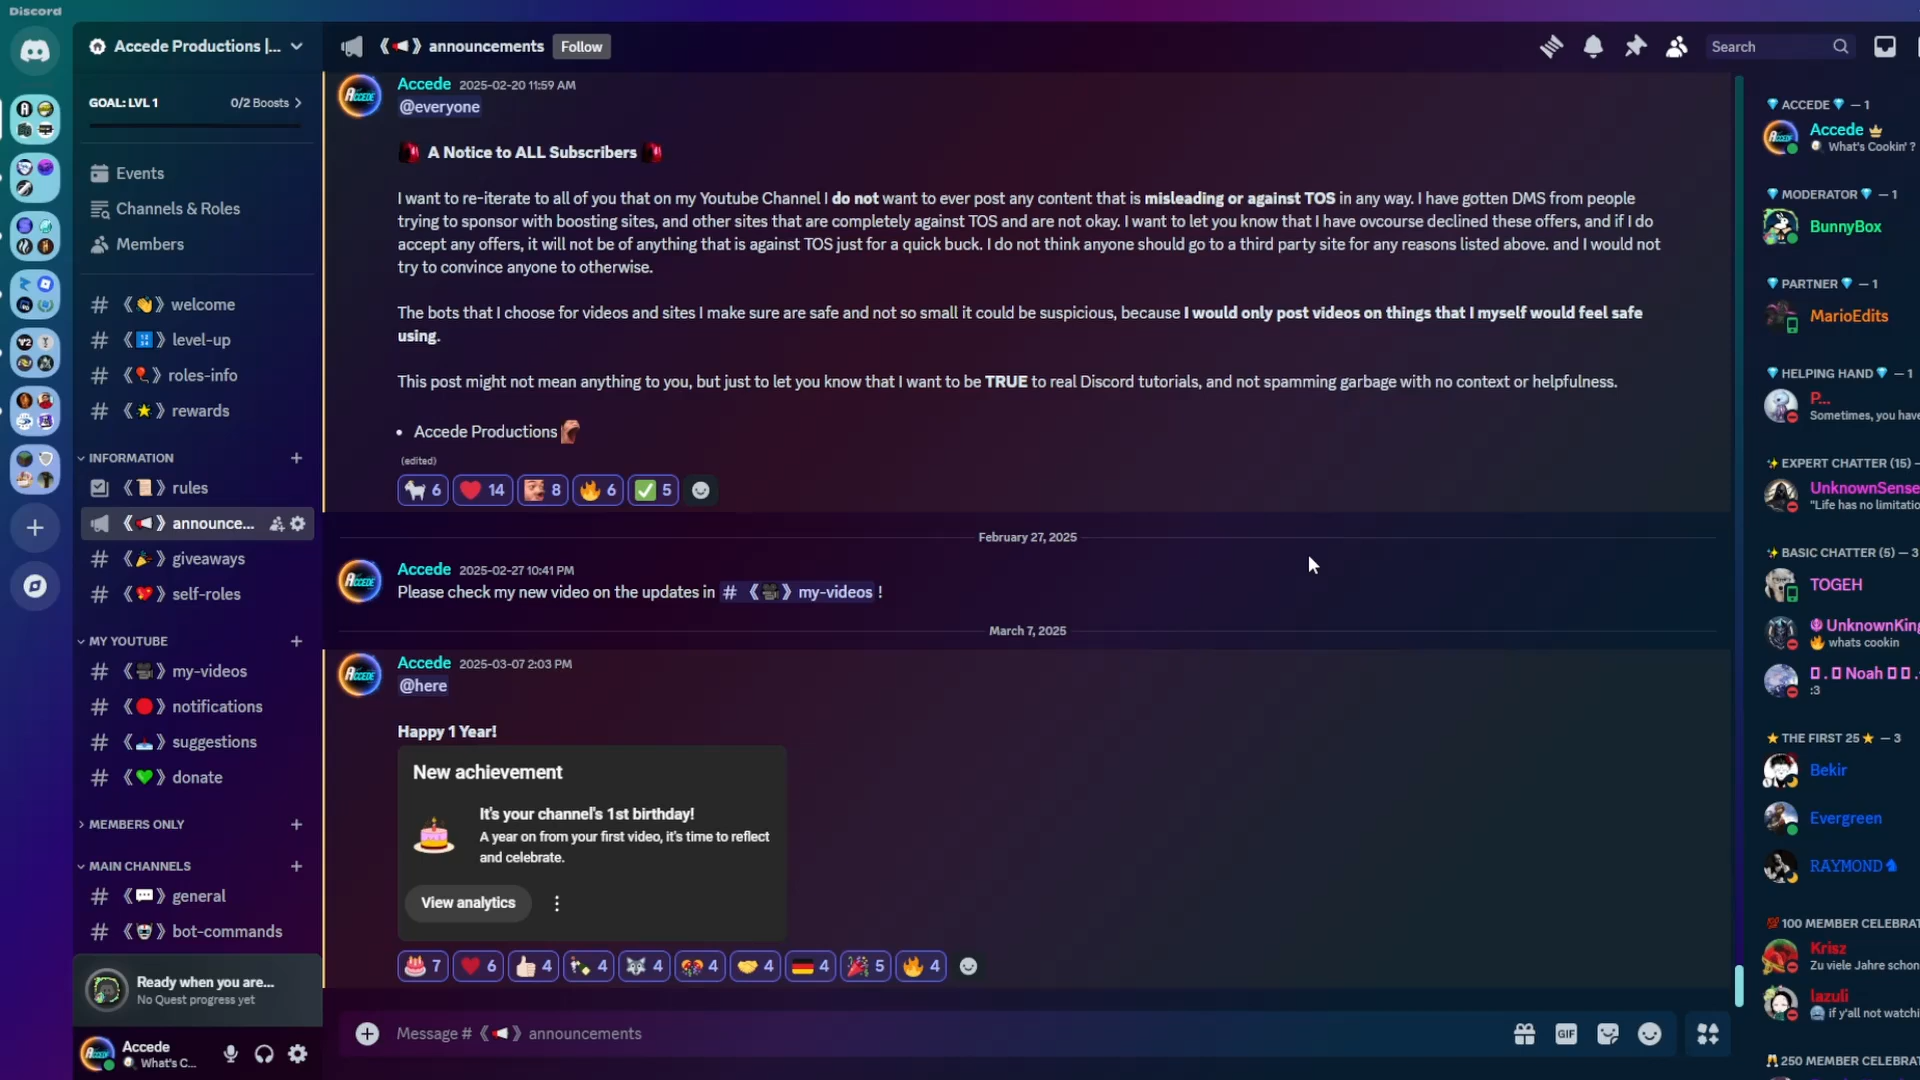 Discord
Accede Productions |...
GOAL: LVL 1
0/2 Boosts
Events
Channels & Roles
Members
welcome
level-up
roles-info
rewards
INFORMATION
rules
announce...
giveaways
self-roles
MY YOUTUBE
my-videos
notifications
suggestions
donate
MEMBERS ONLY
MAIN CHANNELS
general
bot-commands
Ready when you are...
No Quest progress yet
Accede
What's C...
announcements
Follow
Search
Accede 2025-02-20 11:59 AM
@everyone
A Notice to ALL Subscribers
I want to re-iterate to all of you that on my Youtube Channel I do not want to ever post any content that is misleading or against TOS in any way. I have gotten DMS from people
trying to sponsor with boosting sites, and other sites that are completely against TOS and are not okay. I want to let you know that I have ovcourse declined these offers, and if I do
accept any offers, it will not be of anything that is against TOS just for a quick buck. I do not think anyone should go to a third party site for any reasons listed above. and I would not
try to convince anyone to otherwise.
The bots that I choose for videos and sites I make sure are safe and not so small it could be suspicious, because I would only post videos on things that I myself would feel safe
using.
This post might not mean anything to you, but just to let you know that I want to be TRUE to real Discord tutorials, and not spamming garbage with no context or helpfulness.
• Accede Productions
(edited)
6 14 8 6 5
February 27, 2025
Accede 2025-02-27 10:41 PM
Please check my new video on the updates in # 《 》 my-videos !
March 7, 2025
Accede 2025-03-07 2:03 PM
@here
Happy 1 Year!
New achievement
It's your channel's 1st birthday!
A year on from your first video, it's time to reflect
and celebrate.
View analytics
7 6 4 4 4 4 4 4 5 4
Message # 《 》 announcements
GIF
ACCEDE — 1
Accede
What's Cookin' ?
MODERATOR — 1
BunnyBox
PARTNER — 1
MarioEdits
HELPING HAND — 1
P...
Sometimes, you have
EXPERT CHATTER (15) —
UnknownSense
"Life has no limitatio
BASIC CHATTER (5) — 3
TOGEH
UnknownKing
whats cookin
Noah
:3
THE FIRST 25 — 3
Bekir
Evergreen
RAYMOND
100 MEMBER CELEBRAT
Krisz
Zu viele Jahre schon
lazuli
if y'all not watchi
250 MEMBER CELEBRAT